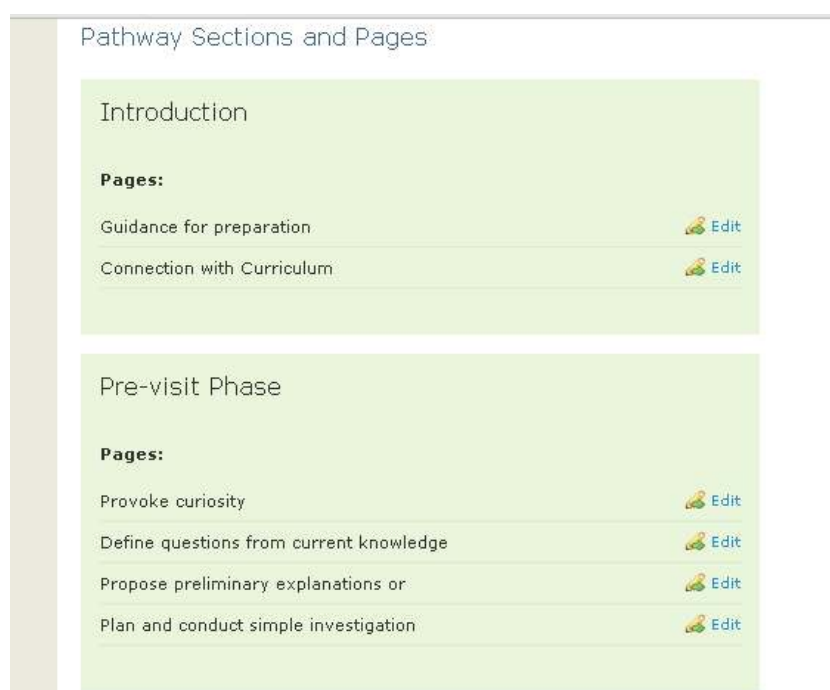 Pathway Sections and Pages
Introduction
Pages:
Guidance for preparation Edit
Connection with Curriculum Edit
Pre-visit Phase
Pages:
Provoke curiosity Edit
Define questions from current knowledge Edit
Propose preliminary explanations or Edit
Plan and conduct simple investigation Edit